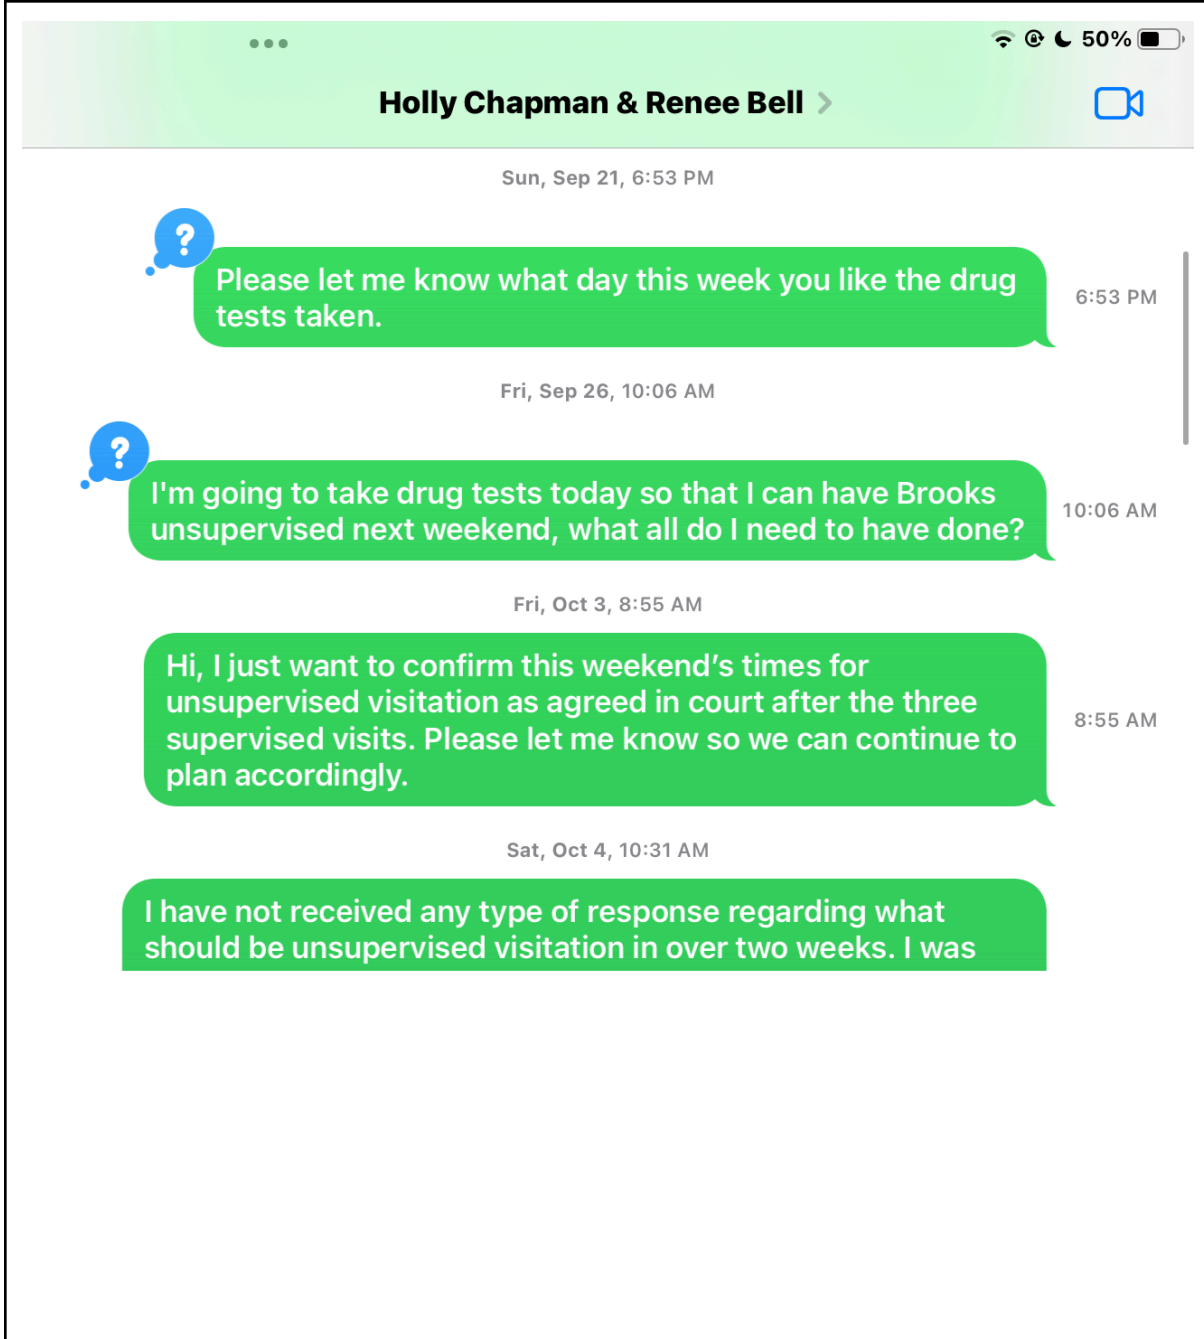 50%
Holly Chapman & Renee Bell
Sun, Sep 21, 6:53 PM
?
Please let me know what day this week you like the drug
tests taken.
6:53 PM
Fri, Sep 26, 10:06 AM
?
I'm going to take drug tests today so that I can have Brooks
unsupervised next weekend, what all do I need to have done?
10:06 AM
Fri, Oct 3, 8:55 AM
Hi, I just want to confirm this weekend’s times for
unsupervised visitation as agreed in court after the three
supervised visits. Please let me know so we can continue to
plan accordingly.
8:55 AM
Sat, Oct 4, 10:31 AM
I have not received any type of response regarding what
should be unsupervised visitation in over two weeks. I was